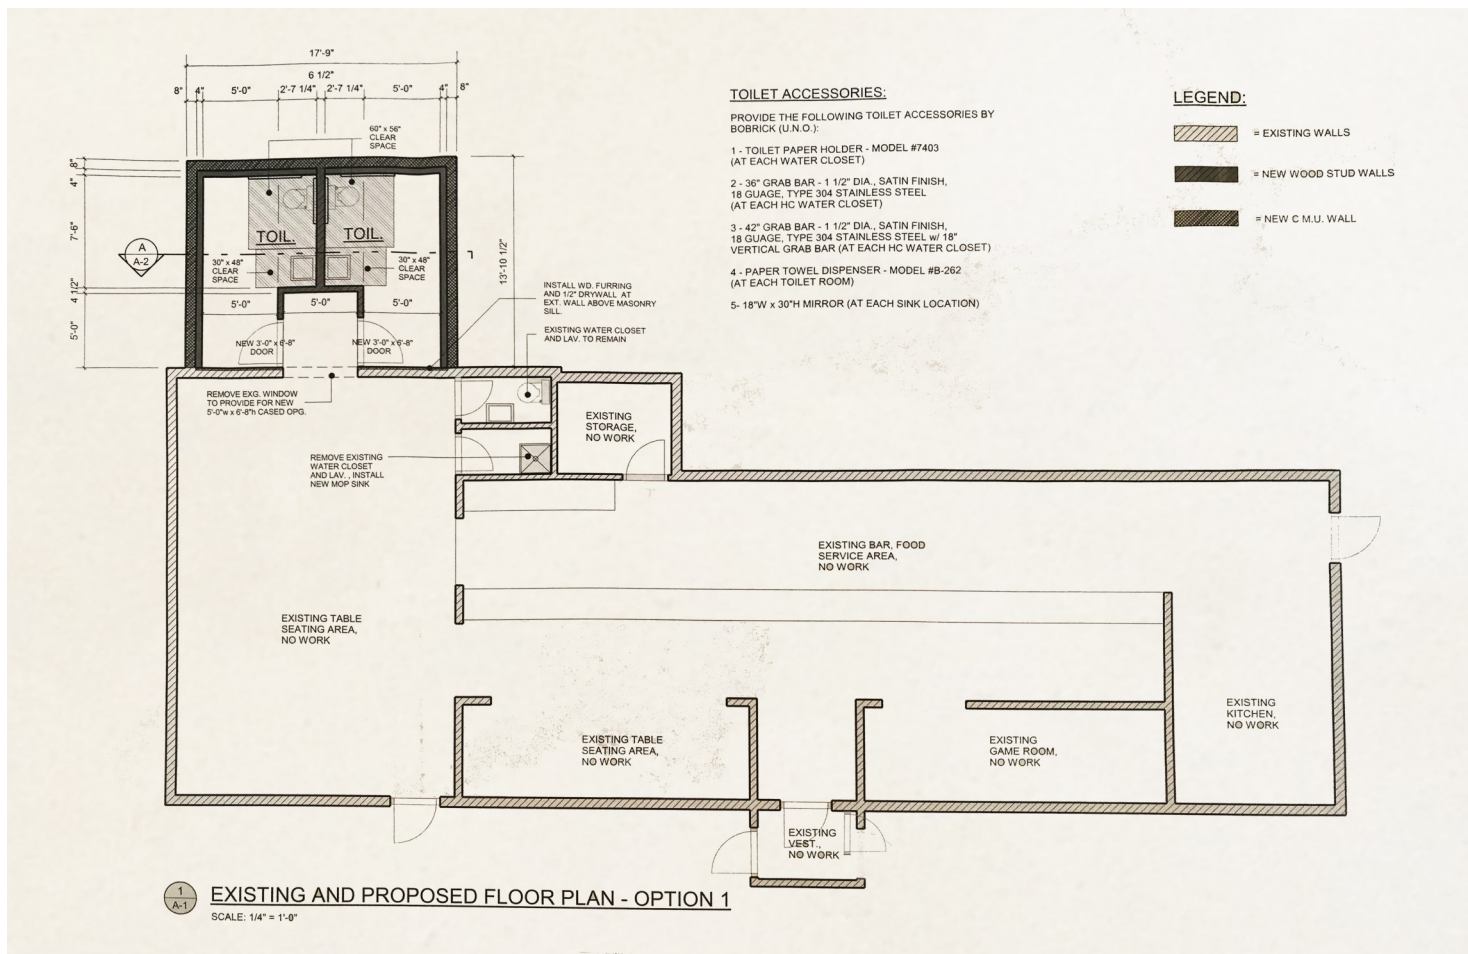 17'-9"
6 1/2"
8"
4"
5'-0"
2'-7 1/4"
2'-7 1/4"
5'-0"
4"
8"
60" x 56"
CLEAR
SPACE
8"
4"
7'-6"
4 1/2"
5'-0"
13'-10 1/2"
A
A-2
TOIL.
TOIL.
30" x 48"
CLEAR
SPACE
30" x 48"
CLEAR
SPACE
5'-0"
5'-0"
5'-0"
NEW 3'-0" x 6'-8"
DOOR
NEW 3'-0" x 6'-8"
DOOR
INSTALL WD. FURRING
AND 1/2" DRYWALL AT
EXT. WALL ABOVE MASONRY
SILL.
EXISTING WATER CLOSET
AND LAV. TO REMAIN
REMOVE EXG. WINDOW
TO PROVIDE FOR NEW
5'-0"w x 6'-8"h CASED OPG.
REMOVE EXISTING
WATER CLOSET
AND LAV. , INSTALL
NEW MOP SINK
TOILET ACCESSORIES:
PROVIDE THE FOLLOWING TOILET ACCESSORIES BY
BOBRICK (U.N.O.):
1 - TOILET PAPER HOLDER - MODEL #7403
(AT EACH WATER CLOSET)
2 - 36" GRAB BAR - 1 1/2" DIA., SATIN FINISH,
18 GUAGE, TYPE 304 STAINLESS STEEL
(AT EACH HC WATER CLOSET)
3 - 42" GRAB BAR - 1 1/2" DIA., SATIN FINISH,
18 GUAGE, TYPE 304 STAINLESS STEEL w/ 18"
VERTICAL GRAB BAR (AT EACH HC WATER CLOSET)
4 - PAPER TOWEL DISPENSER - MODEL #B-262
(AT EACH TOILET ROOM)
5- 18"W x 30"H MIRROR (AT EACH SINK LOCATION)
LEGEND:
= EXISTING WALLS
= NEW WOOD STUD WALLS
= NEW C M.U. WALL
EXISTING
STORAGE,
NO WORK
EXISTING BAR, FOOD
SERVICE AREA,
NO WORK
EXISTING TABLE
SEATING AREA,
NO WORK
EXISTING TABLE
SEATING AREA,
NO WORK
EXISTING
GAME ROOM,
NO WORK
EXISTING
KITCHEN,
NO WORK
EXISTING
VEST.,
NO WORK
1
A-1
EXISTING AND PROPOSED FLOOR PLAN - OPTION 1
SCALE: 1/4" = 1'-0"